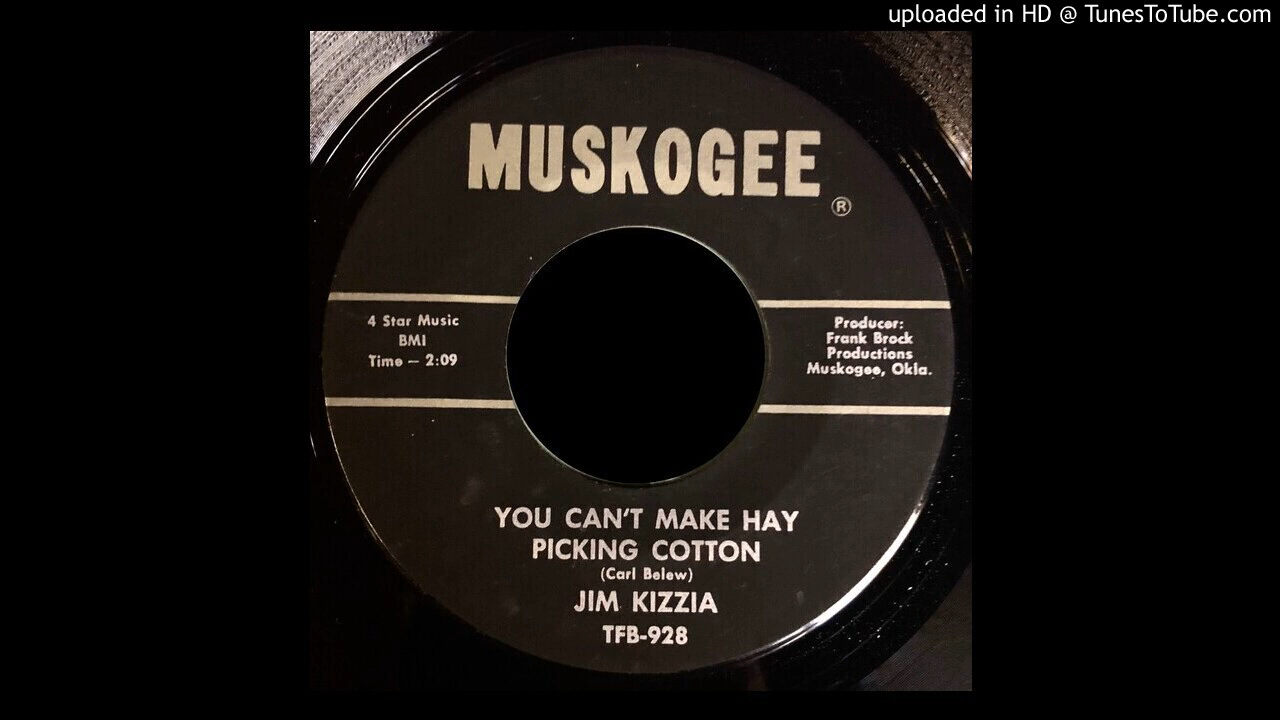 uploaded in HD @ TunesToTube.com
MUSKOGEE
®
4 Star Music
BMI
Time — 2:09
Producer:
Frank Brock
Productions
Muskogee, Okla.
YOU CAN'T MAKE HAY
PICKING COTTON
(Carl Belew)
JIM KIZZIA
TFB-928